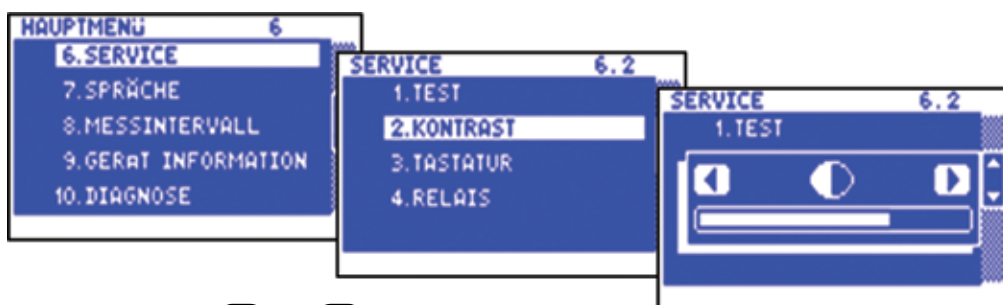 HAUPTMENÜ 6
6.SERVICE
7.SPRÄCHE
8.MESSINTERVALL
9.GERAT INFORMATION
10.DIAGNOSE
SERVICE 6.2
1.TEST
2.KONTRAST
3.TASTATUR
4.RELAIS
SERVICE 6.2
1.TEST